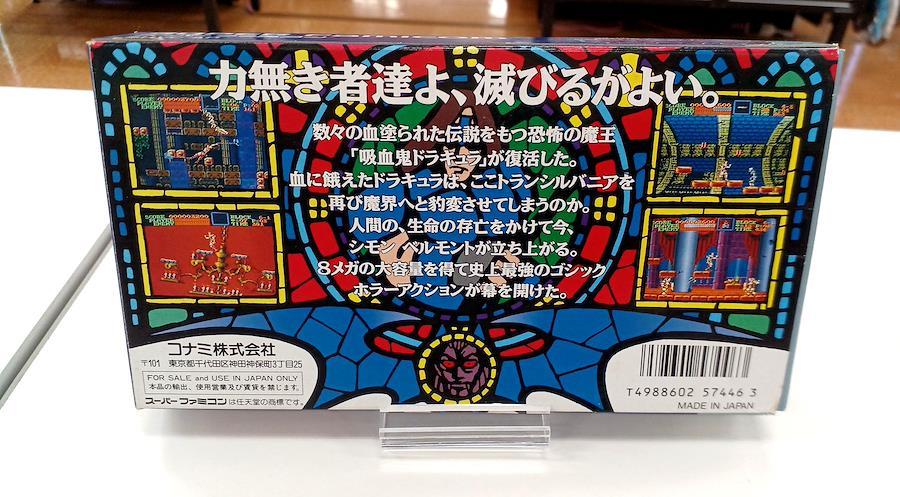 力無き者達よ、滅びるがよい。
数々の血塗られた伝説をもつ恐怖の魔王
「吸血鬼ドラキュラ」が復活した。
血に餓えたドラキュラは、ここトランシルバニアを
再び魔界へと豹変させてしまうのか。
人間の、生命の存亡をかけて今、
シモン ベルモントが立ち上がる。
8メガの大容量を得て史上最強のゴシック
ホラーアクションが幕を開けた。
コナミ株式会社
〒101 東京都千代田区神田神保町3丁目25
FOR SALE and USE IN JAPAN ONLY
本品の輸出、使用営業及び賃貸を禁じます。
スーパーファミコンは任天堂の商標です。
T4988602 57446 3
MADE IN JAPAN